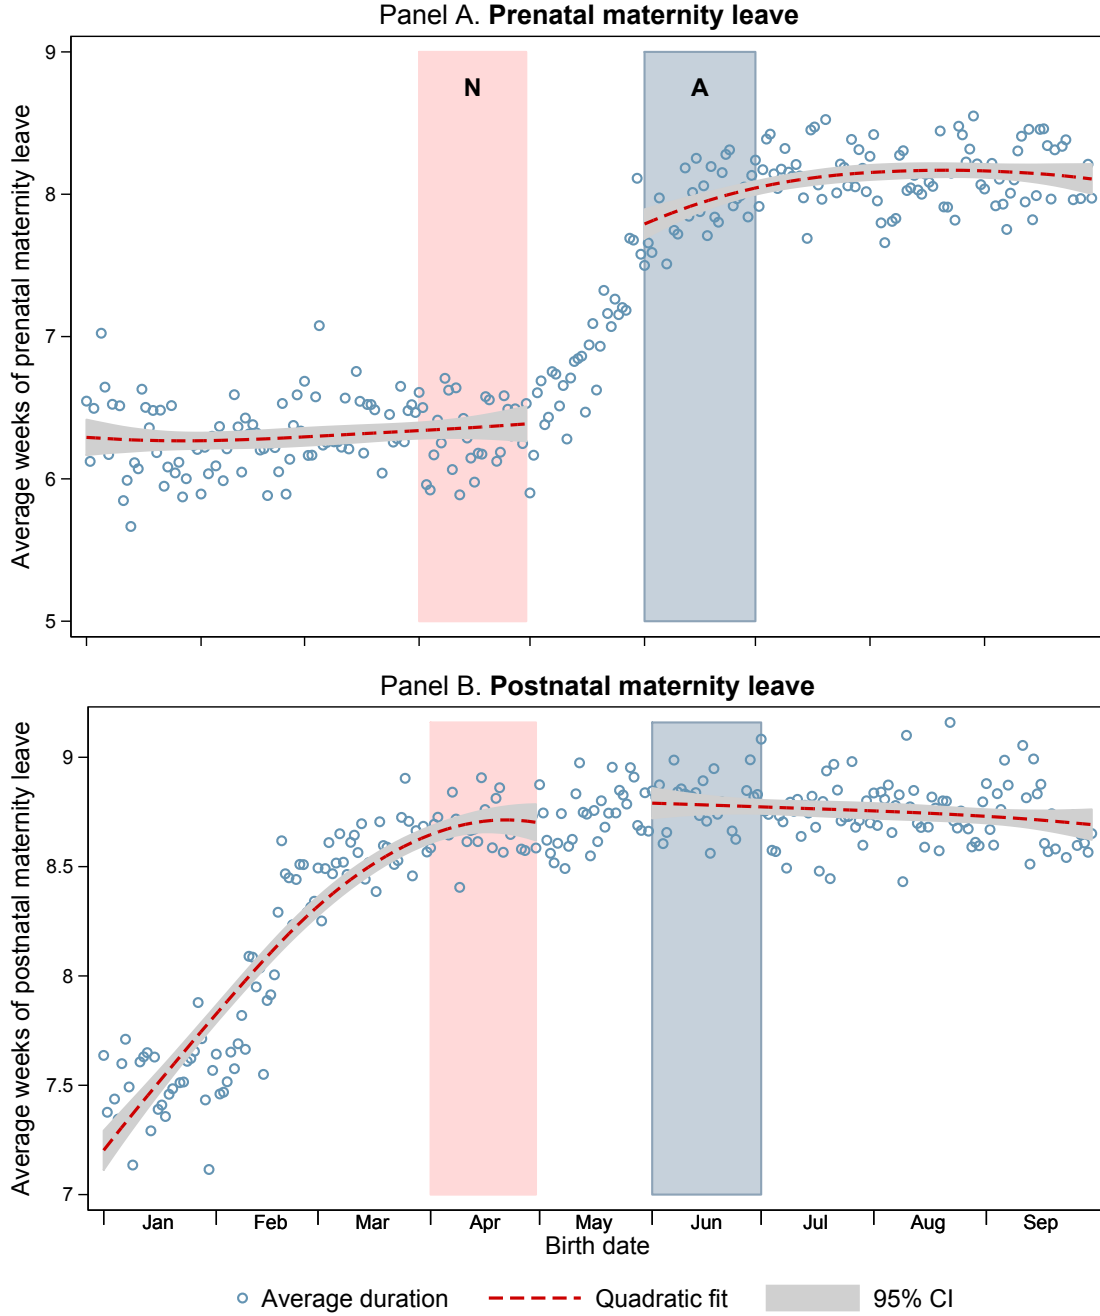 Panel A. Prenatal maternity leave
Average weeks of prenatal maternity leave
9
8
7
6
5
N
A
Panel B. Postnatal maternity leave
Average weeks of postnatal maternity leave
9
8.5
8
7.5
7
Jan Feb Mar Apr May Jun Jul Aug Sep
Birth date
Average duration Quadratic fit 95% CI